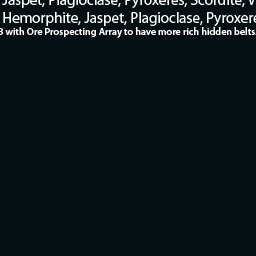 Jaspet, Plagioclase, Pyroxeres, Scordite,
Hemorphite, Jaspet, Plagioclase, Pyroxere
3 with Ore Prospecting Array to have more rich hidden belts.